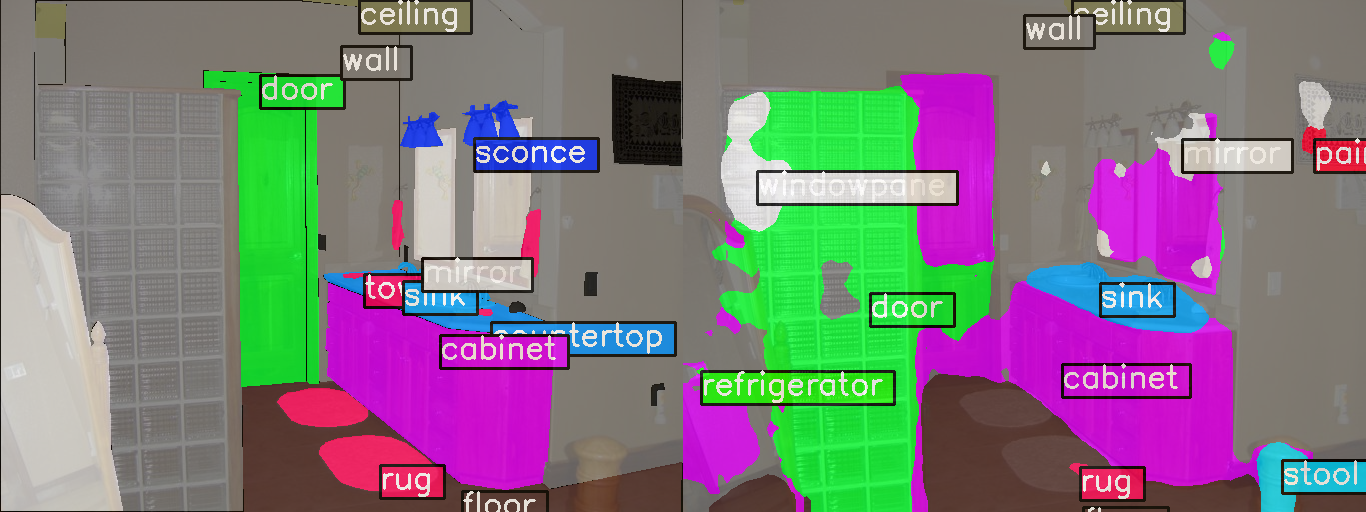 ceiling
wall
door
sconce
mirror
to
sink
countertop
cabinet
rug
floor
ceiling
wall
mirror
pai
windowpane
sink
door
cabinet
refrigerator
stool
rug